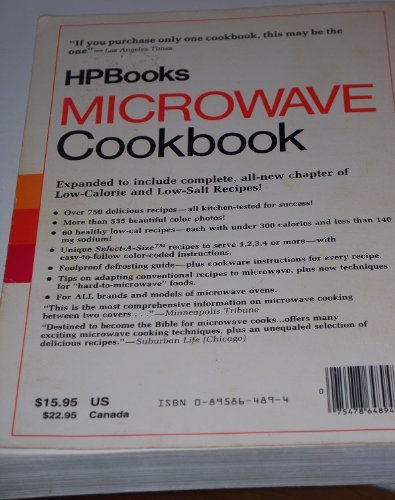 "If you purchase only one cookbook, this may be the
one"—Los Angeles Times
HPBooks
MICROWAVE
Cookbook
Expanded to include complete, all-new chapter of
Low-Calorie and Low-Salt Recipes!
• Over 750 delicious recipes—all kitchen-tested for success!
• More than 535 beautiful color photos!
• 60 healthy low-cal recipes—each with under 300 calories and less than 140
mg sodium!
• Unique Select-A-Size™ recipes to serve 1,2,3,4 or more—with
easy-to-follow color-coded instructions.
• Foolproof defrosting guide—plus cookware instructions for every recipe.
• Tips on adapting conventional recipes to microwave, plus new techniques
for "hard-to-microwave" foods.
• For ALL brands and models of microwave ovens.
"This is the most comprehensive information on microwave cooking
between two covers . . ."—Minneapolis Tribune
"Destined to become the Bible for microwave cooks...offers many
exciting microwave cooking techniques, plus an unequaled selection of
delicious recipes."—Suburban Life (Chicago)
$15.95 US
$22.95 Canada
ISBN 0-89586-489-4
0
75478 64894